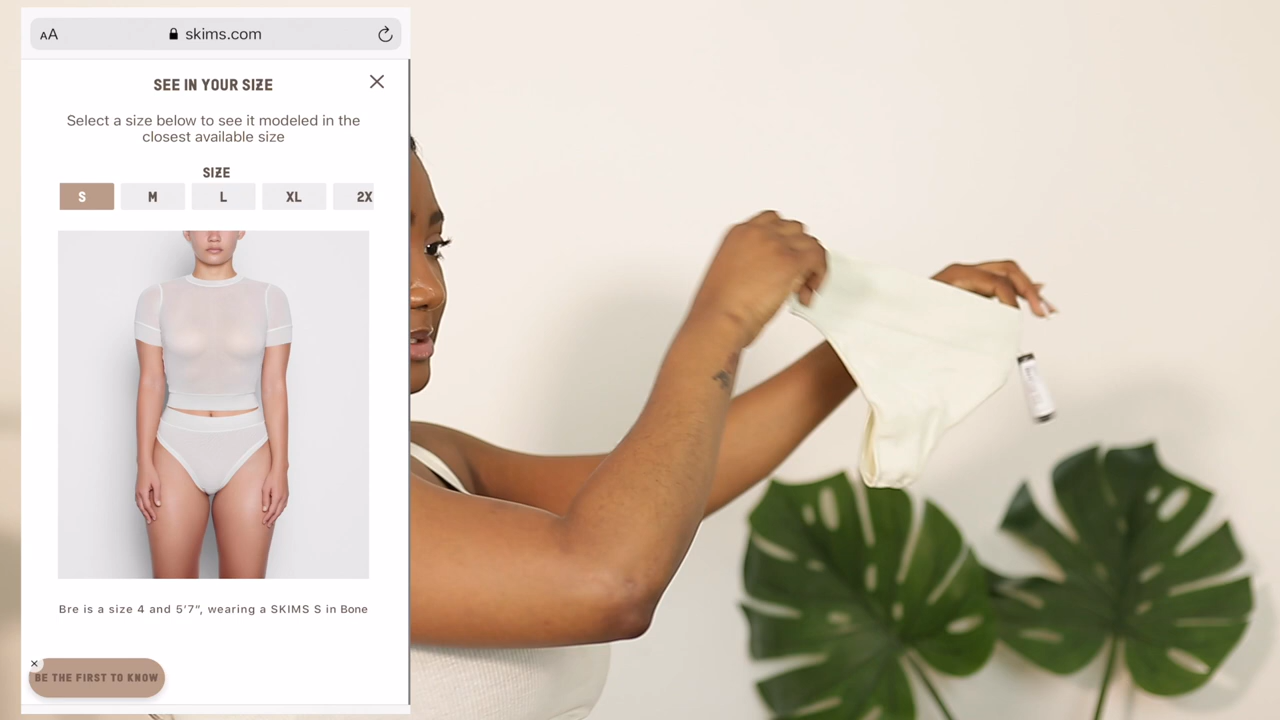 AA
skims.com
SEE IN YOUR SIZE
Select a size below to see it modeled in the
closest available size
SIZE
S M L XL 2X
Bre is a size 4 and 5'7", wearing a SKIMS S in Bone
BE THE FIRST TO KNOW